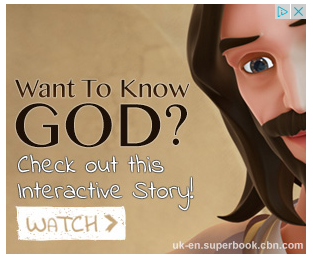 Want To Know
GOD?
Check out this
Interactive Story!
WATCH >
uk-en.superbook.cbn.com